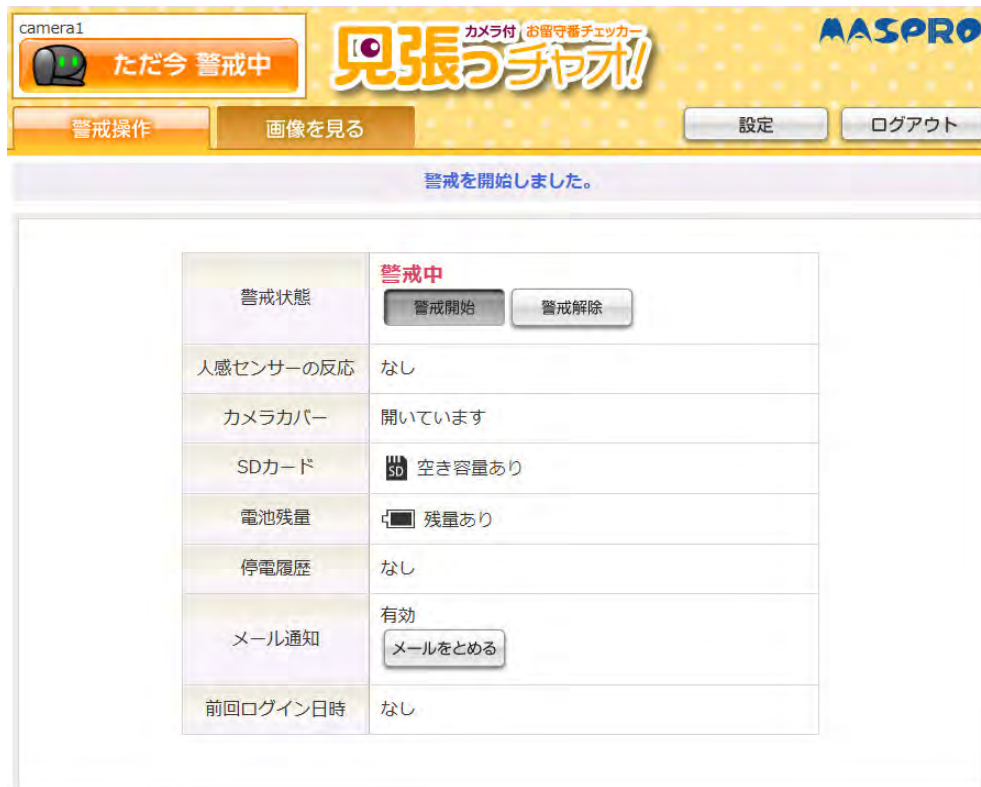 camera1
ただ今 警戒中
カメラ付 お留守番チェッカー
見張っチャオ!
MASPRO
警戒操作
画像を見る
設定
ログアウト
警戒を開始しました。
警戒状態
警戒中
警戒開始
警戒解除
人感センサーの反応
なし
カメラカバー
開いています
SDカード
SD
空き容量あり
電池残量
残量あり
停電履歴
なし
メール通知
有効
メールをとめる
前回ログイン日時
なし